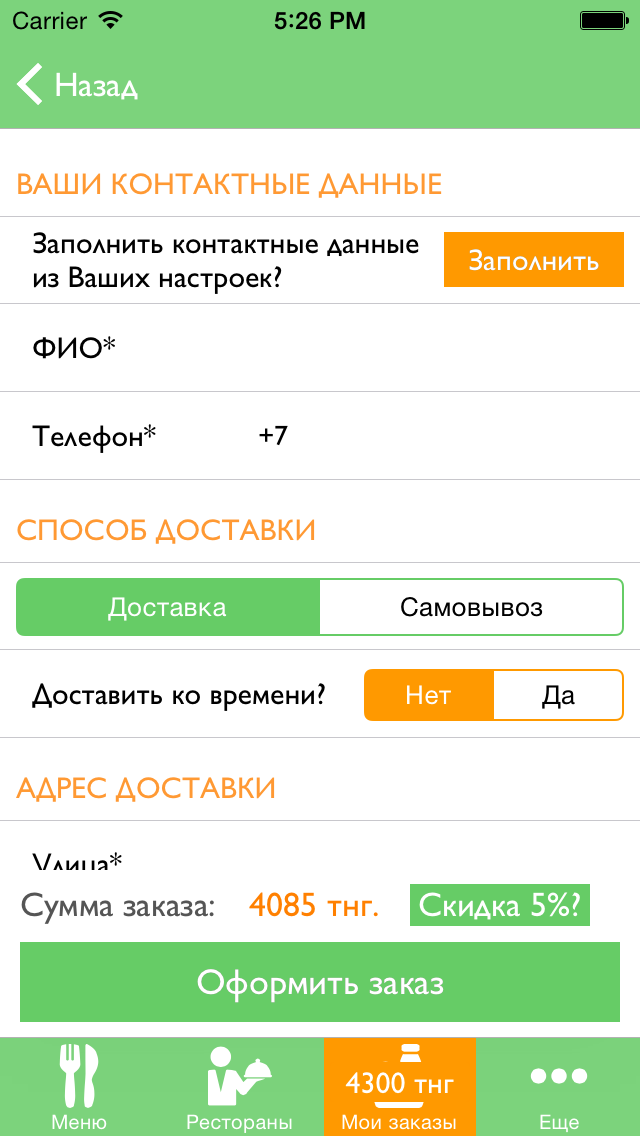 Carrier 5:26 PM
Назад
ВАШИ КОНТАКТНЫЕ ДАННЫЕ
Заполнить контактные данные
из Ваших настроек?
Заполнить
ФИО*
Телефон* +7
СПОСОБ ДОСТАВКИ
Доставка Самовывоз
Доставить ко времени? Нет Да
АДРЕС ДОСТАВКИ
Улица*
Сумма заказа: 4085 тнг. Скидка 5%?
Оформить заказ
4300 тнг
Меню Рестораны Мои заказы Еще